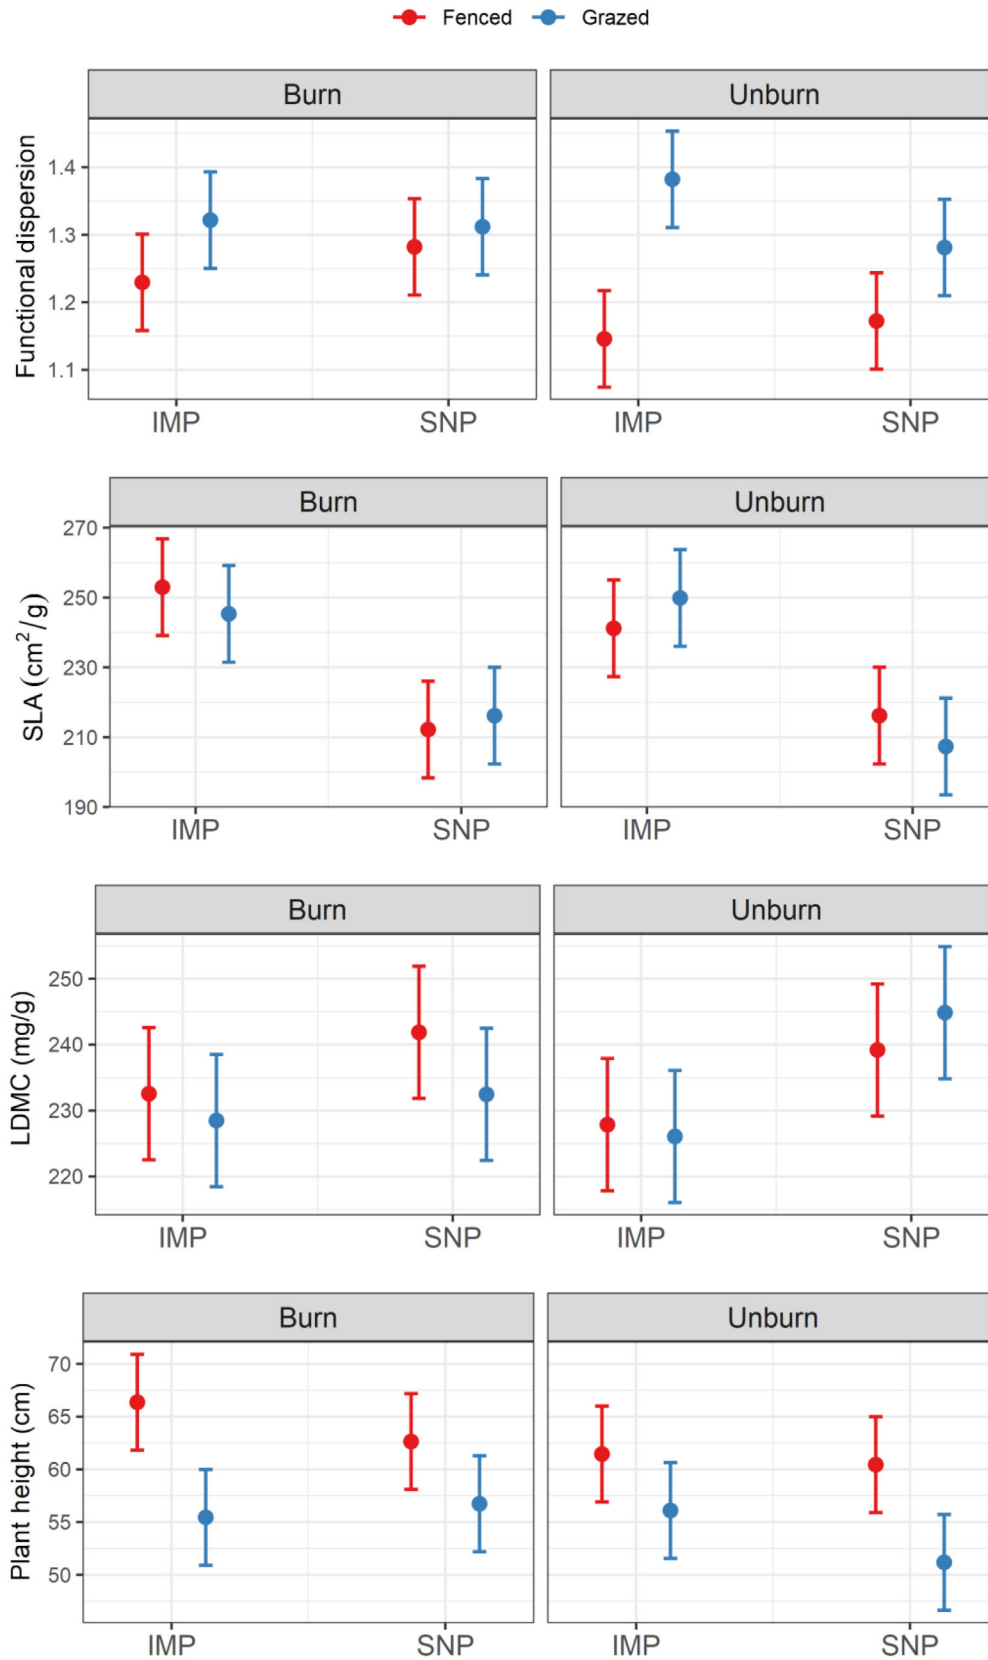 Fenced Grazed
Burn Unburn
Functional dispersion
1.4
1.3
1.2
1.1
IMP SNP IMP SNP
Burn Unburn
SLA (cm²/g)
270
250
230
210
190
IMP SNP IMP SNP
Burn Unburn
LDMC (mg/g)
250
240
230
220
IMP SNP IMP SNP
Burn Unburn
Plant height (cm)
70
65
60
55
50
IMP SNP IMP SNP